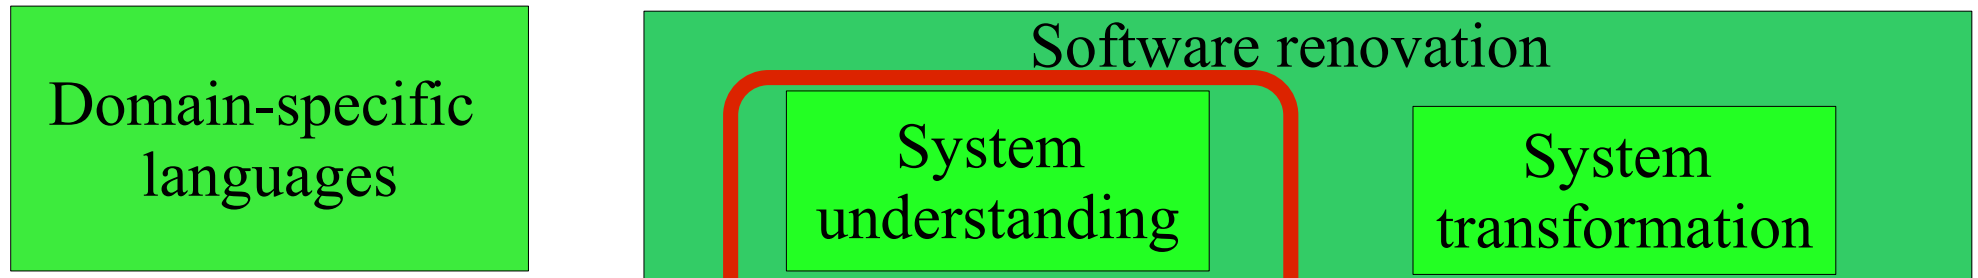 Domain-specific
languages
Software renovation
System
understanding
System
transformation